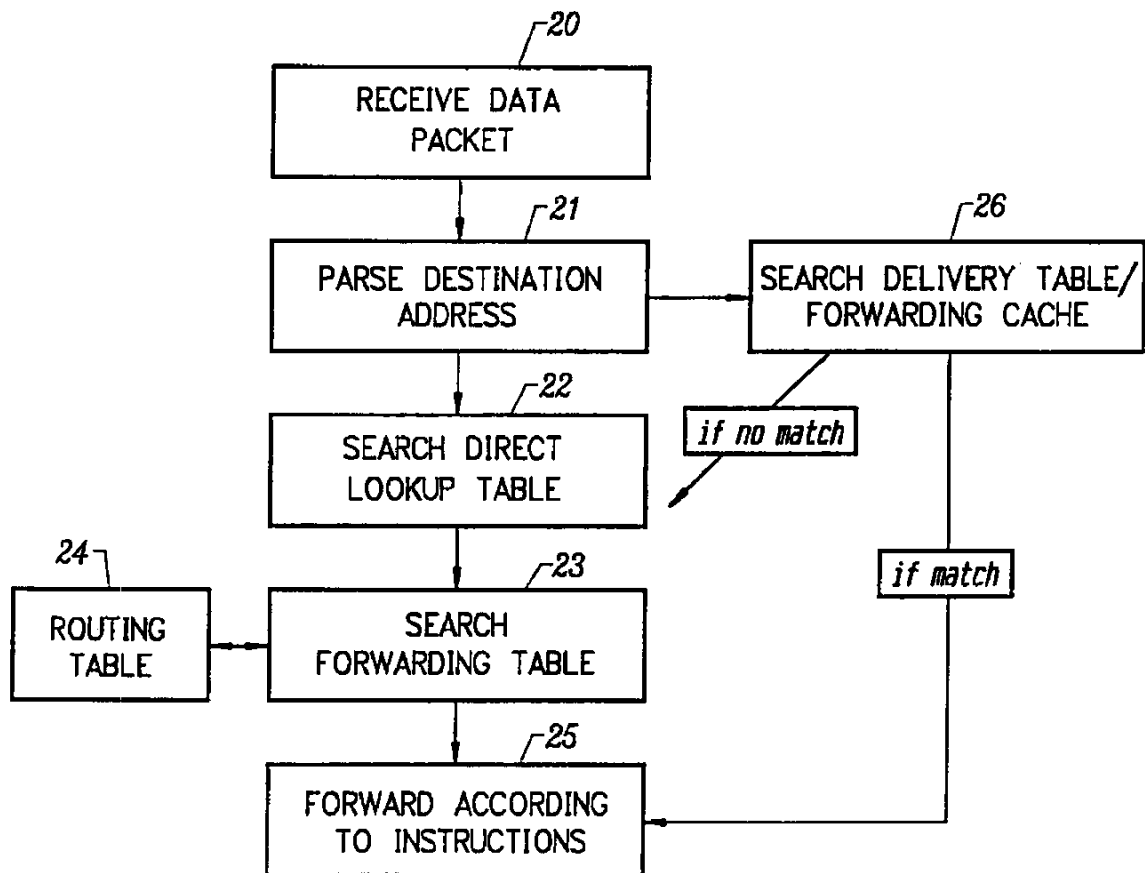 20
RECEIVE DATA
PACKET
21
PARSE DESTINATION
ADDRESS
26
SEARCH DELIVERY TABLE/
FORWARDING CACHE
22
SEARCH DIRECT
LOOKUP TABLE
if no match
if match
24
ROUTING
TABLE
23
SEARCH
FORWARDING TABLE
25
FORWARD ACCORDING
TO INSTRUCTIONS